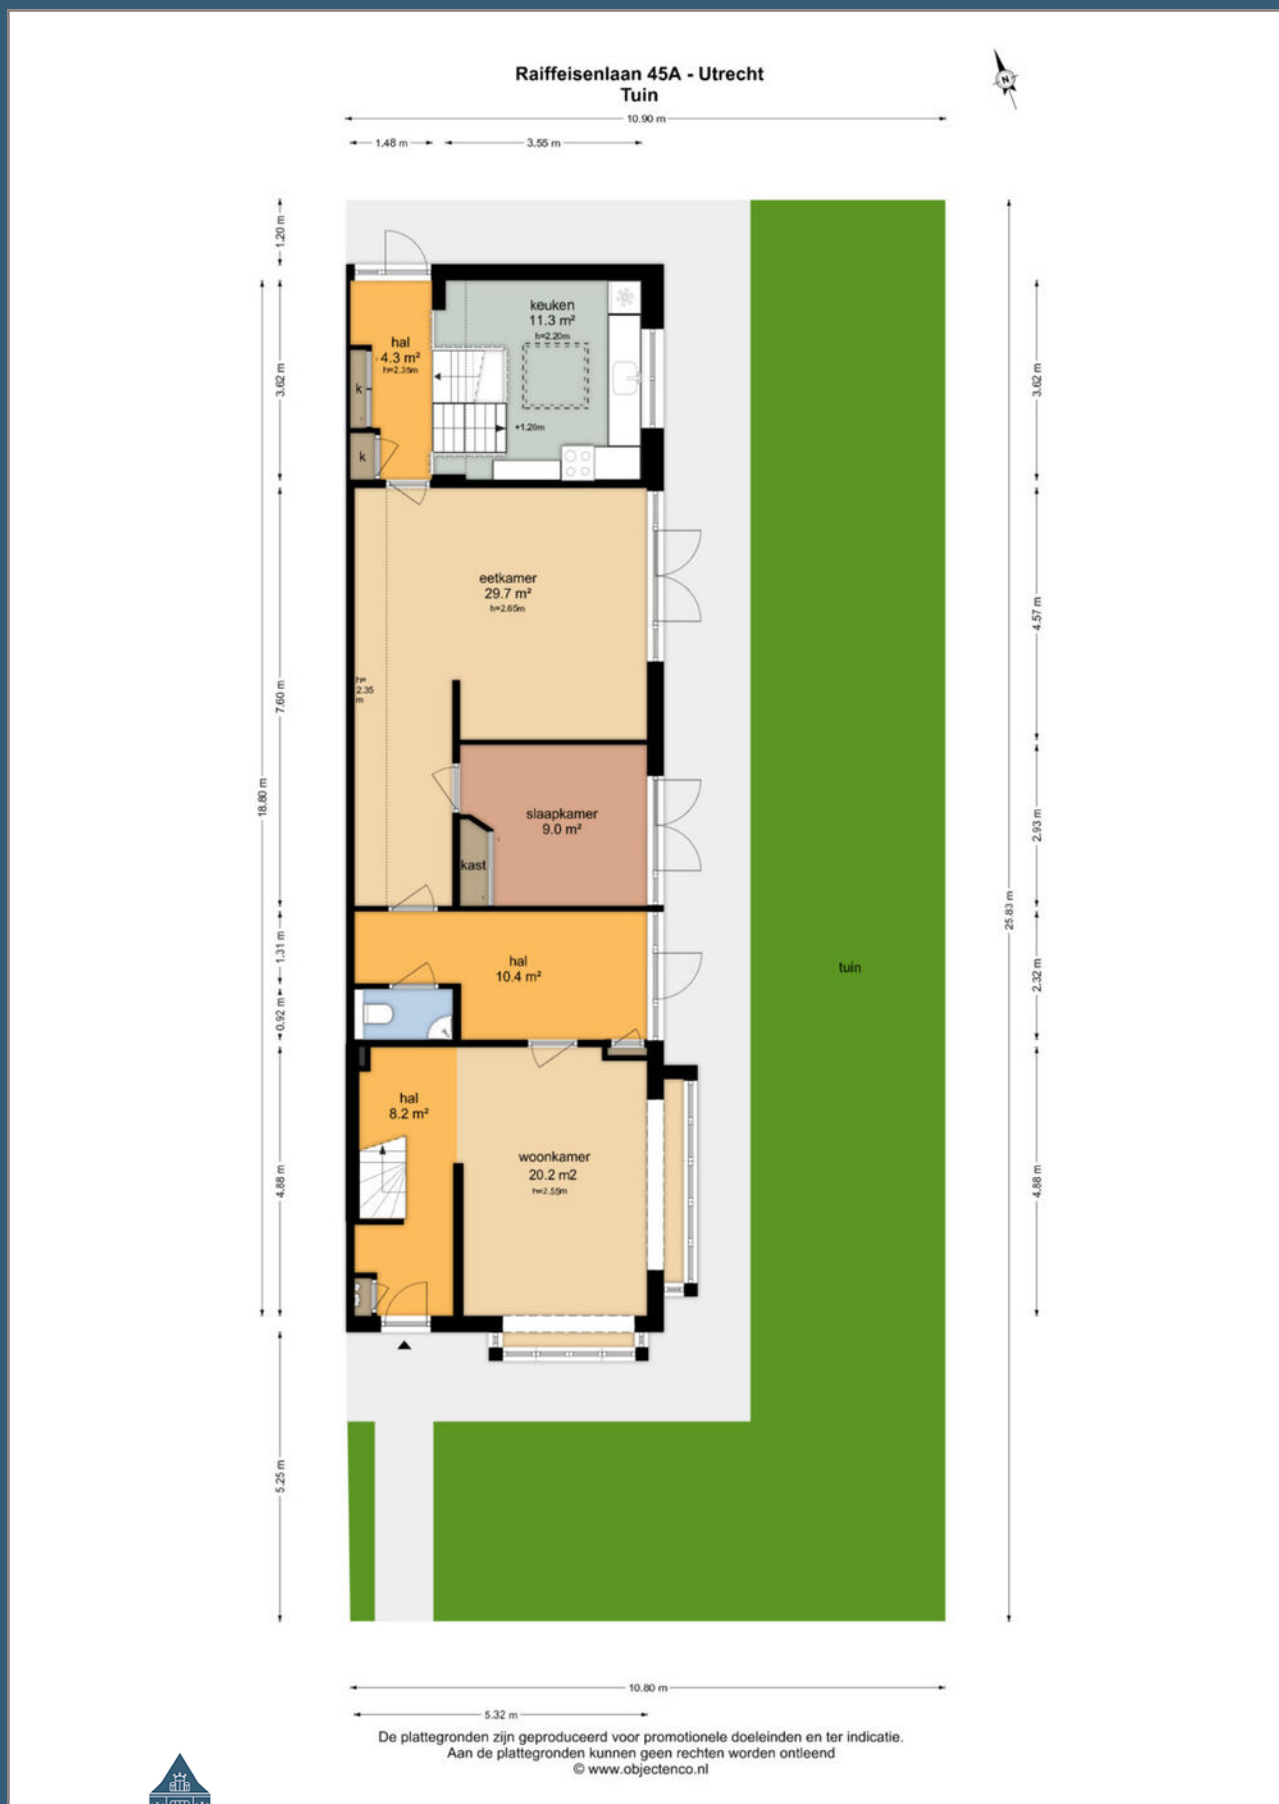 Raiffeisenlaan 45A - Utrecht
Tuin
N
10.90 m
1.48 m
3.55 m
1.20 m
keuken
11.3 m²
h=2.20m
hal
4.3 m²
h=2.35m
k
k
+1.20m
3.62 m
3.62 m
eetkamer
29.7 m²
h=2.65m
4.57 m
h=
2.35
m
7.60 m
18.80 m
slaapkamer
9.0 m²
kast
2.93 m
25.83 m
hal
10.4 m²
1.31 m
0.92 m
2.32 m
tuin
hal
8.2 m²
woonkamer
20.2 m2
h=2.55m
4.88 m
4.88 m
5.25 m
10.80 m
5.32 m
De plattegronden zijn geproduceerd voor promotionele doeleinden en ter indicatie.
Aan de plattegronden kunnen geen rechten worden ontleend
© www.objectenco.nl